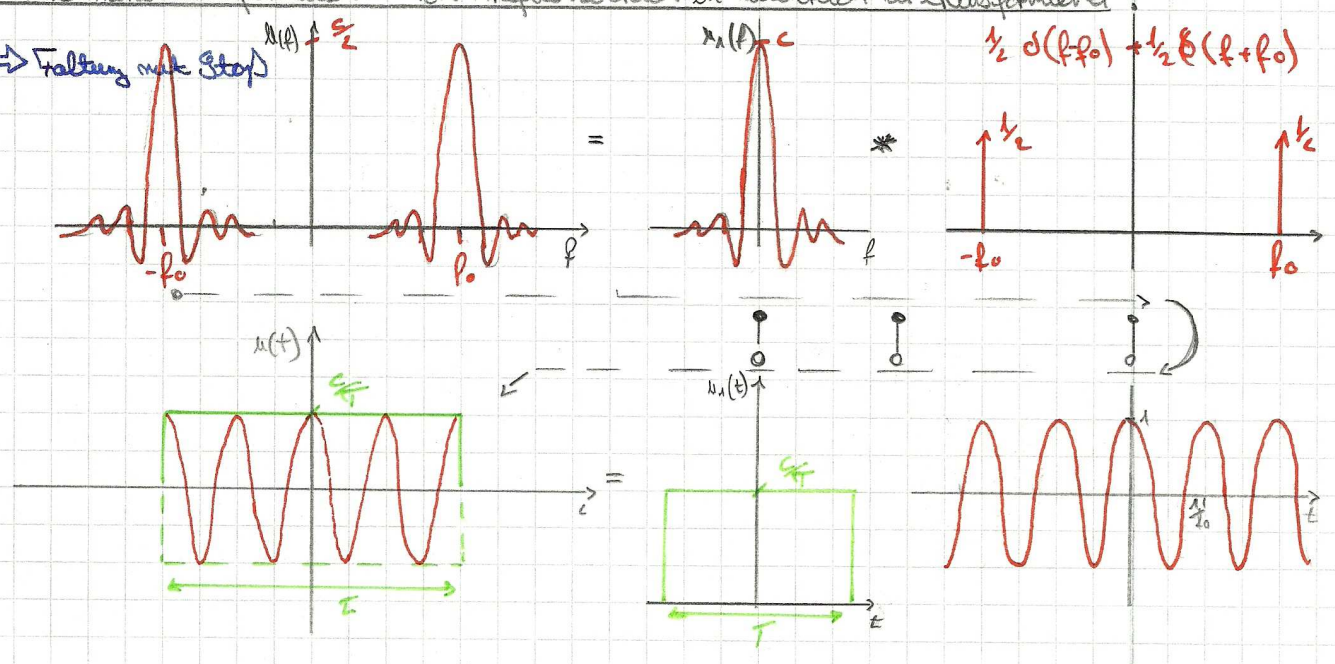 ⇒ Faltung mit Stoß
u(f)
c/2
-f₀
f₀
f
=
u₁(f)
c
f
*
½ δ(f-f₀) + ½ δ(f+f₀)
1/2
1/2
-f₀
f₀
u(t)
c/T
T
t
=
u₁(t)
c/T
T
t
1
1/f₀
t